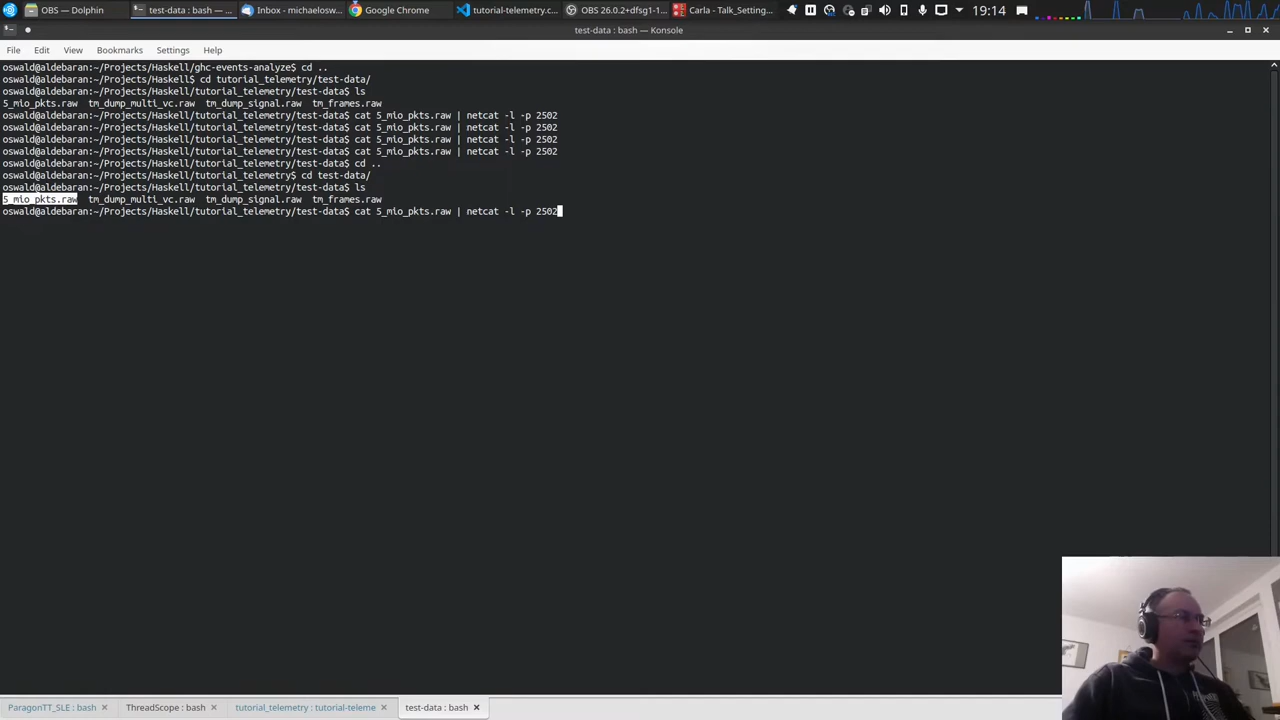 OBS — Dolphin
test-data : bash — ...
Inbox - michaelosw...
Google Chrome
tutorial-telemetry.c...
OBS 26.0.2+dfsg1-1...
Carla - Talk_Setting...
19:14
test-data : bash — Konsole
File Edit View Bookmarks Settings Help
oswald@aldebaran:~/Projects/Haskell/ghc-events-analyze$ cd ..
oswald@aldebaran:~/Projects/Haskell$ cd tutorial_telemetry/test-data/
oswald@aldebaran:~/Projects/Haskell/tutorial_telemetry/test-data$ ls
5_mio_pkts.raw  tm_dump_multi_vc.raw  tm_dump_signal.raw  tm_frames.raw
oswald@aldebaran:~/Projects/Haskell/tutorial_telemetry/test-data$ cat 5_mio_pkts.raw | netcat -l -p 2502
oswald@aldebaran:~/Projects/Haskell/tutorial_telemetry/test-data$ cat 5_mio_pkts.raw | netcat -l -p 2502
oswald@aldebaran:~/Projects/Haskell/tutorial_telemetry/test-data$ cat 5_mio_pkts.raw | netcat -l -p 2502
oswald@aldebaran:~/Projects/Haskell/tutorial_telemetry/test-data$ cat 5_mio_pkts.raw | netcat -l -p 2502
oswald@aldebaran:~/Projects/Haskell/tutorial_telemetry/test-data$ cd ..
oswald@aldebaran:~/Projects/Haskell/tutorial_telemetry$ cd test-data/
oswald@aldebaran:~/Projects/Haskell/tutorial_telemetry/test-data$ ls
5_mio_pkts.raw  tm_dump_multi_vc.raw  tm_dump_signal.raw  tm_frames.raw
oswald@aldebaran:~/Projects/Haskell/tutorial_telemetry/test-data$ cat 5_mio_pkts.raw | netcat -l -p 2502
ParagonTT_SLE : bash
ThreadScope : bash
tutorial_telemetry : tutorial-teleme
test-data : bash